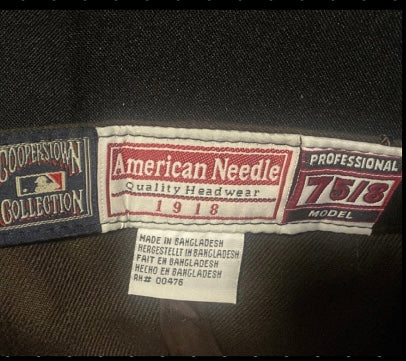 COOPERSTOWN
COLLECTION
American Needle
Quality Headwear
1918
PROFESSIONAL
7 5/8
MODEL
MADE IN BANGLADESH
HERGESTELLT IN BANGLADESH
FAIT EN BANGLADESH
HECHO EN BANGLADESH
RN# 00476